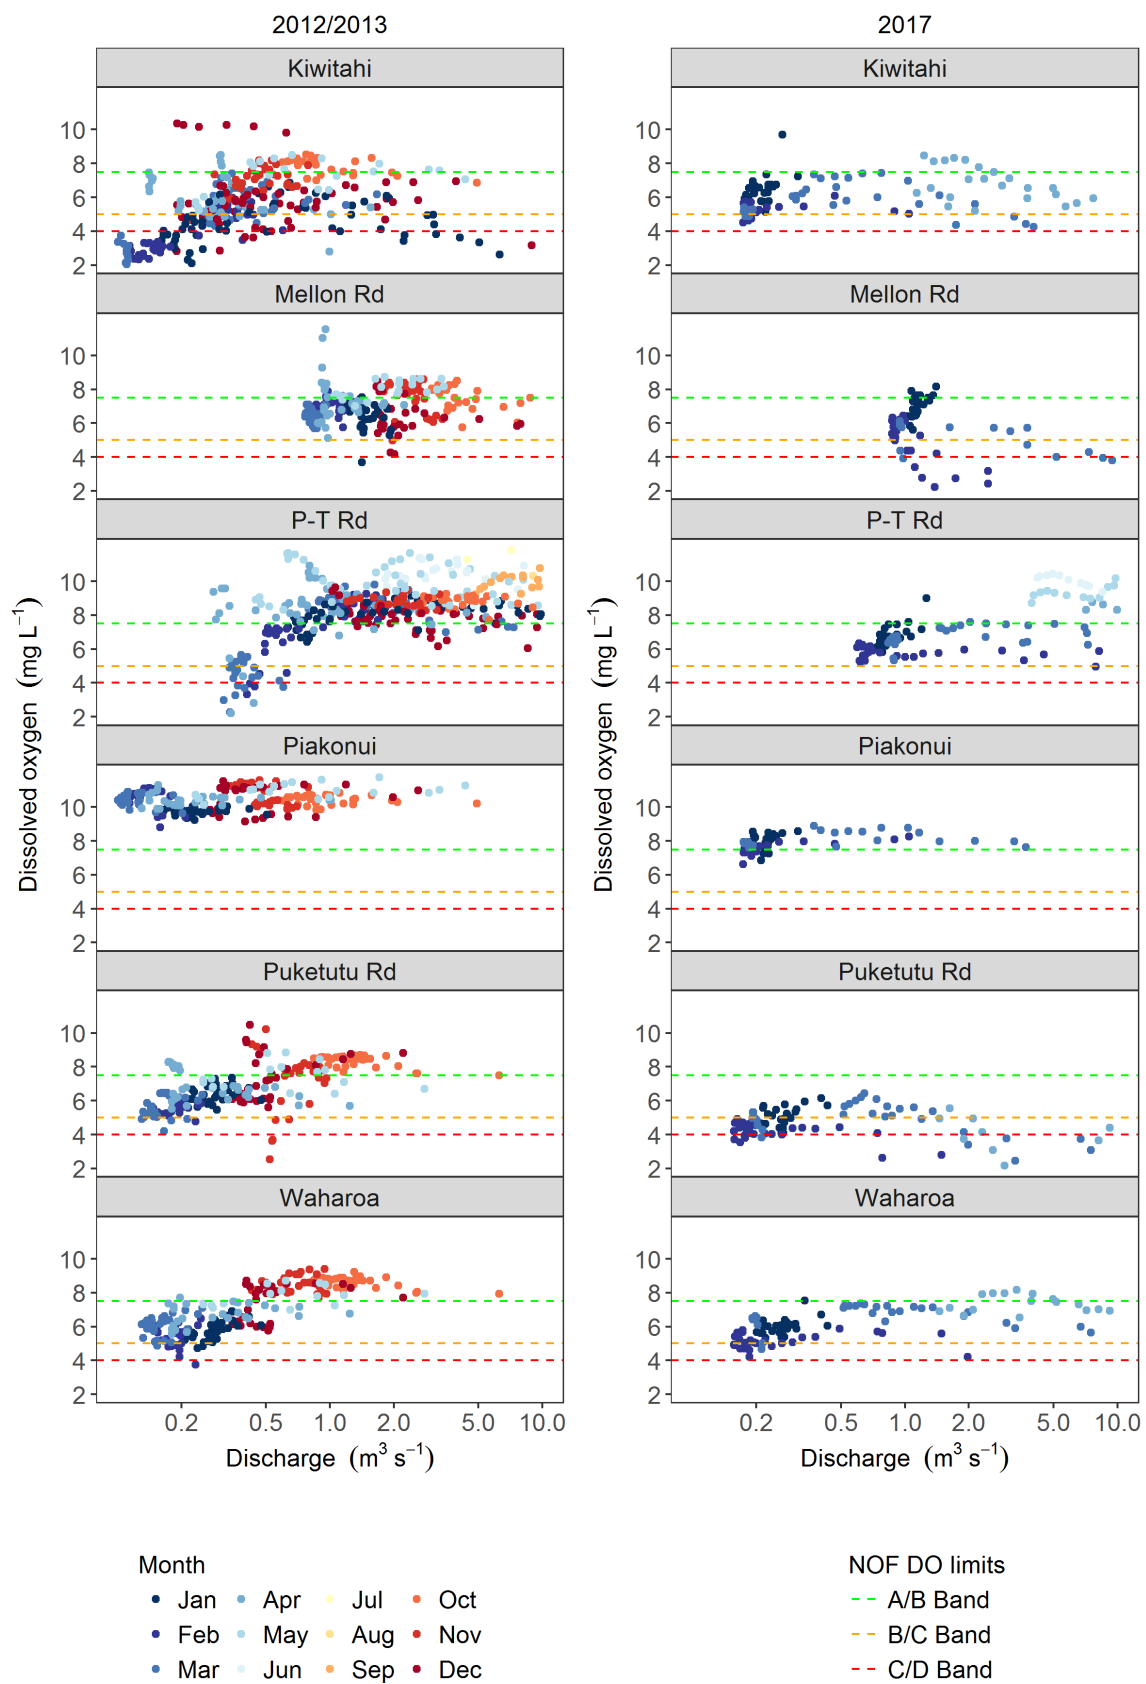 2012/2013
2017
Kiwitahi
Kiwitahi
10
8
6
4
2
10
8
6
4
2
Mellon Rd
Mellon Rd
10
8
6
4
2
10
8
6
4
2
P-T Rd
P-T Rd
10
8
6
4
2
10
8
6
4
2
Dissolved oxygen (mg L⁻¹)
Dissolved oxygen (mg L⁻¹)
Piakonui
Piakonui
10
8
6
4
2
10
8
6
4
2
Puketutu Rd
Puketutu Rd
10
8
6
4
2
10
8
6
4
2
Waharoa
Waharoa
10
8
6
4
2
10
8
6
4
2
0.2 0.5 1.0 2.0 5.0 10.0
0.2 0.5 1.0 2.0 5.0 10.0
Discharge (m³ s⁻¹)
Discharge (m³ s⁻¹)
Month
Jan Apr Jul Oct
Feb May Aug Nov
Mar Jun Sep Dec
NOF DO limits
A/B Band
B/C Band
C/D Band